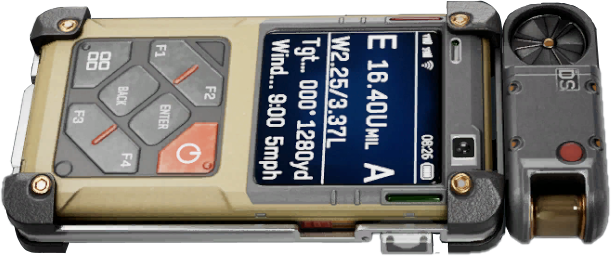 08:26
E 16.40UMIL A
W2.25/3.37L
Tgt... 000° 1280yd
Wind... 9:00 5mph
F1
F2
BACK
ENTER
F3
F4
DS